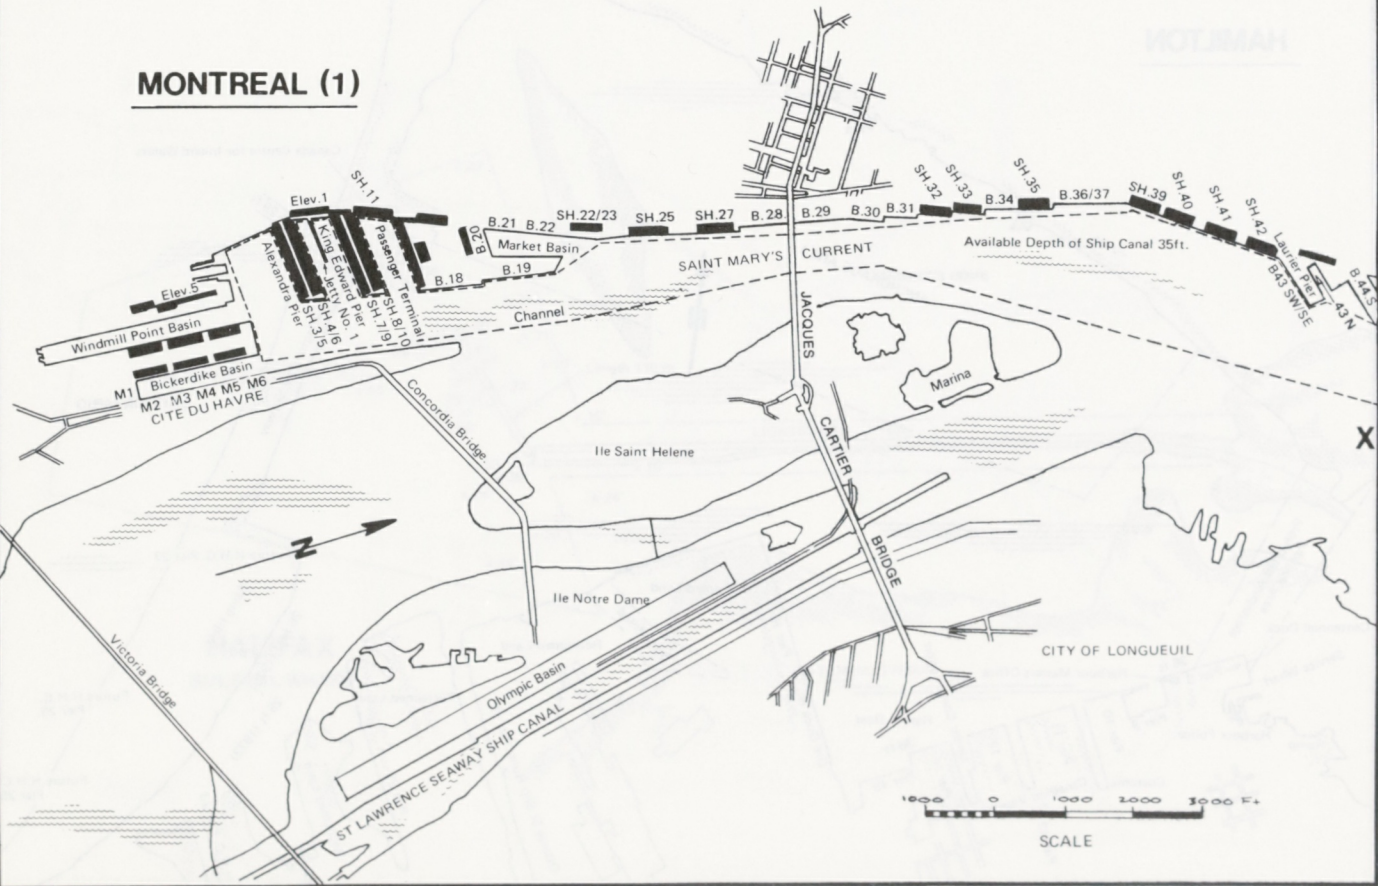 MONTREAL (1)
HAMILTON
Elev.1
SH.11
Alexandra Pier
SH.3/5
SH.4/6
King Edward Pier
Jetty No. 1
SH.7/9
SH.8/10
Passenger Terminal
B.20
B.21
B.22
Market Basin
B.18
B.19
SH.22/23
SH.25
SH.27
B.28
B.29
B.30
B.31
SH.32
SH.33
B.34
SH.35
B.36/37
SH.39
SH.40
SH.41
SH.42
Laurier Pier
B43 SW/SE
43 N
B44 S
SAINT MARY'S CURRENT
Available Depth of Ship Canal 35ft.
Elev.5
Windmill Point Basin
Bickerdike Basin
M1
M2 M3 M4 M5 M6
CITE DU HAVRE
Channel
Concordia Bridge.
JACQUES
CARTIER
BRIDGE
Marina
Ile Saint Helene
X
N
Ile Notre Dame
Victoria Bridge
Olympic Basin
ST LAWRENCE SEAWAY SHIP CANAL
CITY OF LONGUEUIL
HALIFAX
1000 0 1000 2000 3000 Ft
SCALE